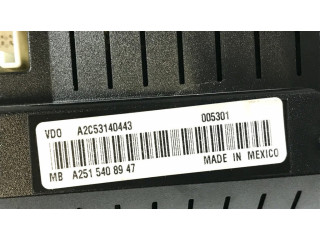 VDO A2C53140443 005301
MB A251 540 89 47 MADE IN MEXICO